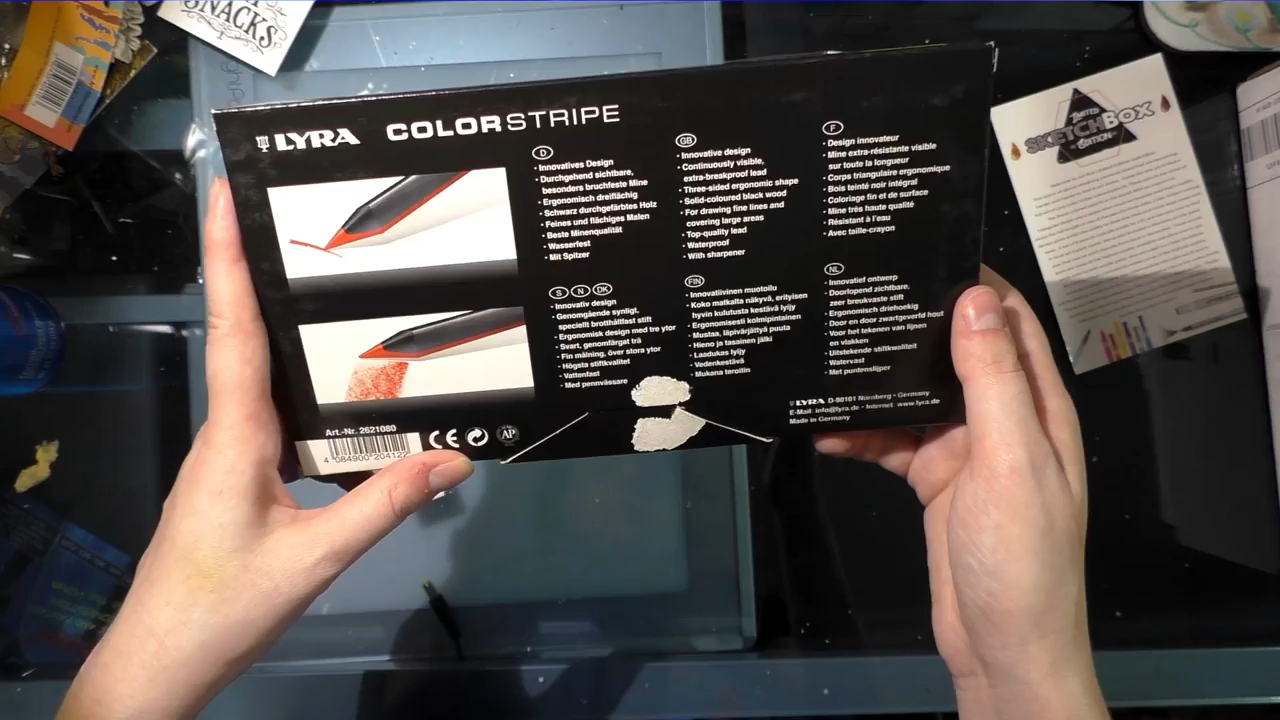 SNACKS
LYRA COLORSTRIPE
D
• Innovatives Design
• Durchgehend sichtbare,
besonders bruchfeste Mine
• Ergonomisch dreiflächig
• Schwarz durchgefärbtes Holz
• Feines und flächiges Malen
• Beste Minenqualität
• Wasserfest
• Mit Spitzer
GB
• Innovative design
• Continuously visible,
extra-breakproof lead
• Three-sided ergonomic shape
• Solid-coloured black wood
• For drawing fine lines and
covering large areas
• Top-quality lead
• Waterproof
• With sharpener
F
• Design innovateur
• Mine extra-résistante visible
sur toute la longueur
• Corps triangulaire ergonomique
• Bois teinté noir intégral
• Coloriage fin et de surface
• Mine très haute qualité
• Résistant à l'eau
• Avec taille-crayon
S N DK
• Innovativ design
• Genomgående synligt,
speciellt brotthållfast stift
• Ergonomisk design med tre ytor
• Svart, genomfärgat trä
• Fin målning, över stora ytor
• Högsta stiftkvalitet
• Vattenfast
• Med pennvässare
FIN
• Innovatiivinen muotoilu
• Koko matkalta näkyvä, erityisen
hyvin kulutusta kestävä lyijy
• Ergonomisesti kolmipintainen
• Mustaa, läpivärjättyä puuta
• Hieno ja tasainen jälki
• Laadukas lyijy
• Vedenkestävä
• Mukana teroitin
NL
• Innovatief ontwerp
• Doorlopend zichtbare,
zeer breukvaste stift
• Ergonomisch driehoekig
• Door en door zwartgeverfd hout
• Voor het tekenen van lijnen
en vlakken
• Uitstekende stiftkwaliteit
• Watervast
• Met puntenslijper
Art.-Nr. 2621080
4 084900 204122
CE
AP
LYRA D-90101 Nürnberg • Germany
E-Mail: info@lyra.de • Internet: www.lyra.de
Made in Germany
LIMITED
SKETCHBOX
EDITION